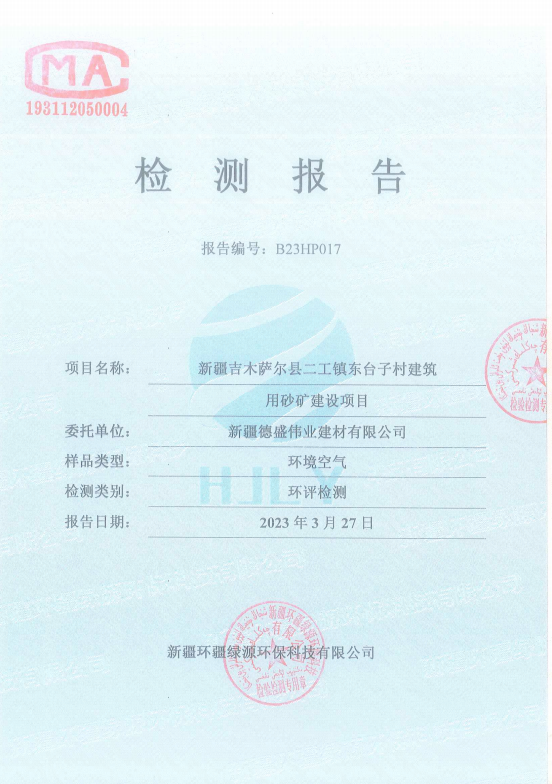 MA
193112050004
检测报告
报告编号：B23HP017
项目名称： 新疆吉木萨尔县二工镇东台子村建筑
用砂矿建设项目
委托单位： 新疆德盛伟业建材有限公司
样品类型： 环境空气
HJLY
检测类别： 环评检测
报告日期： 2023 年 3 月 27 日
新疆环疆绿源环保科技有限公司